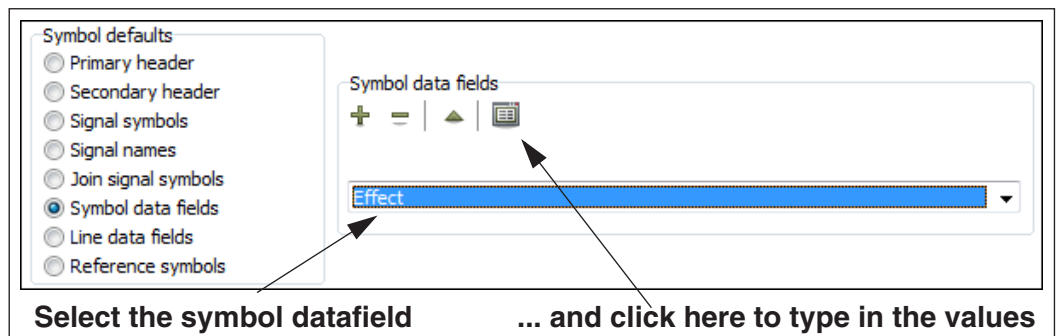 Symbol defaults
Primary header
Secondary header
Signal symbols
Signal names
Join signal symbols
Symbol data fields
Line data fields
Reference symbols
Symbol data fields
Effect
Select the symbol datafield
... and click here to type in the values